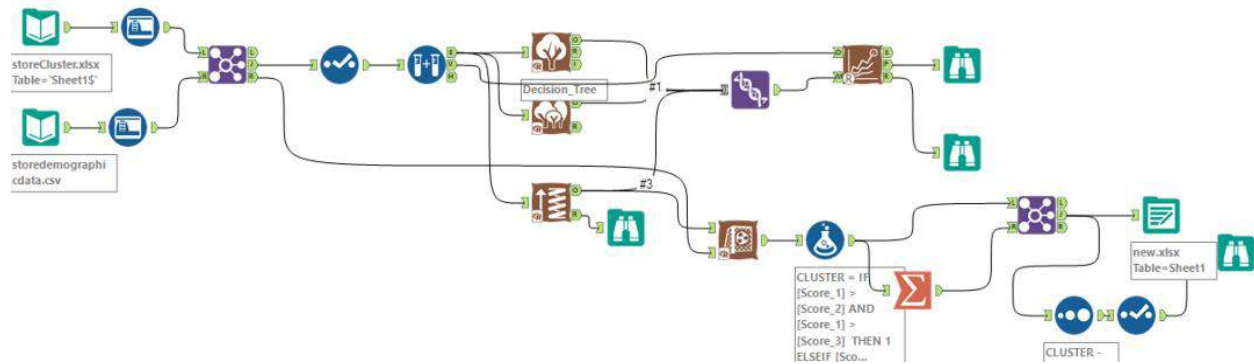 storeCluster.xlsx
Table=`Sheet1$`
storedemographi
cdata.csv
L
R
L
J
R
E
V
H
O
R
I
Decision_Tree
O
R
#1
O
R
#3
O
M
E
P
R
CLUSTER = IF
[Score_1] >
[Score_2] AND
[Score_1] >
[Score_3] THEN 1
ELSEIF [Sco...
L
R
L
J
R
new.xlsx
Table=Sheet1
CLUSTER -